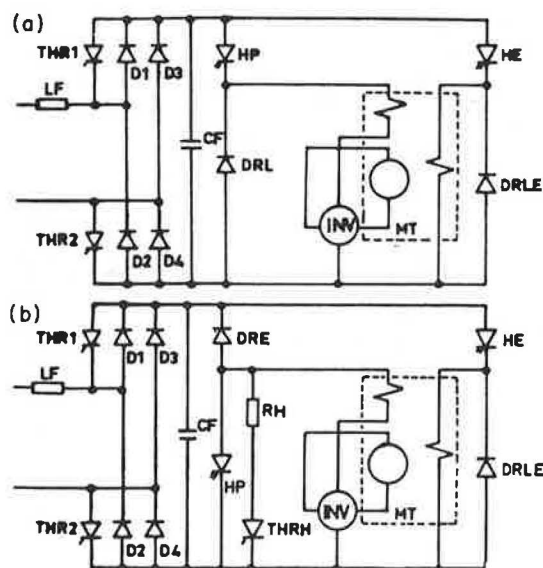 (a)
THR1
D1
D3
HP
HE
LF
CF
DRL
DRLE
INV
MT
THR2
D2
D4
(b)
THR1
D1
D3
DRE
HE
LF
RH
CF
HP
DRLE
INV
MT
THR2
D2
D4
THRH